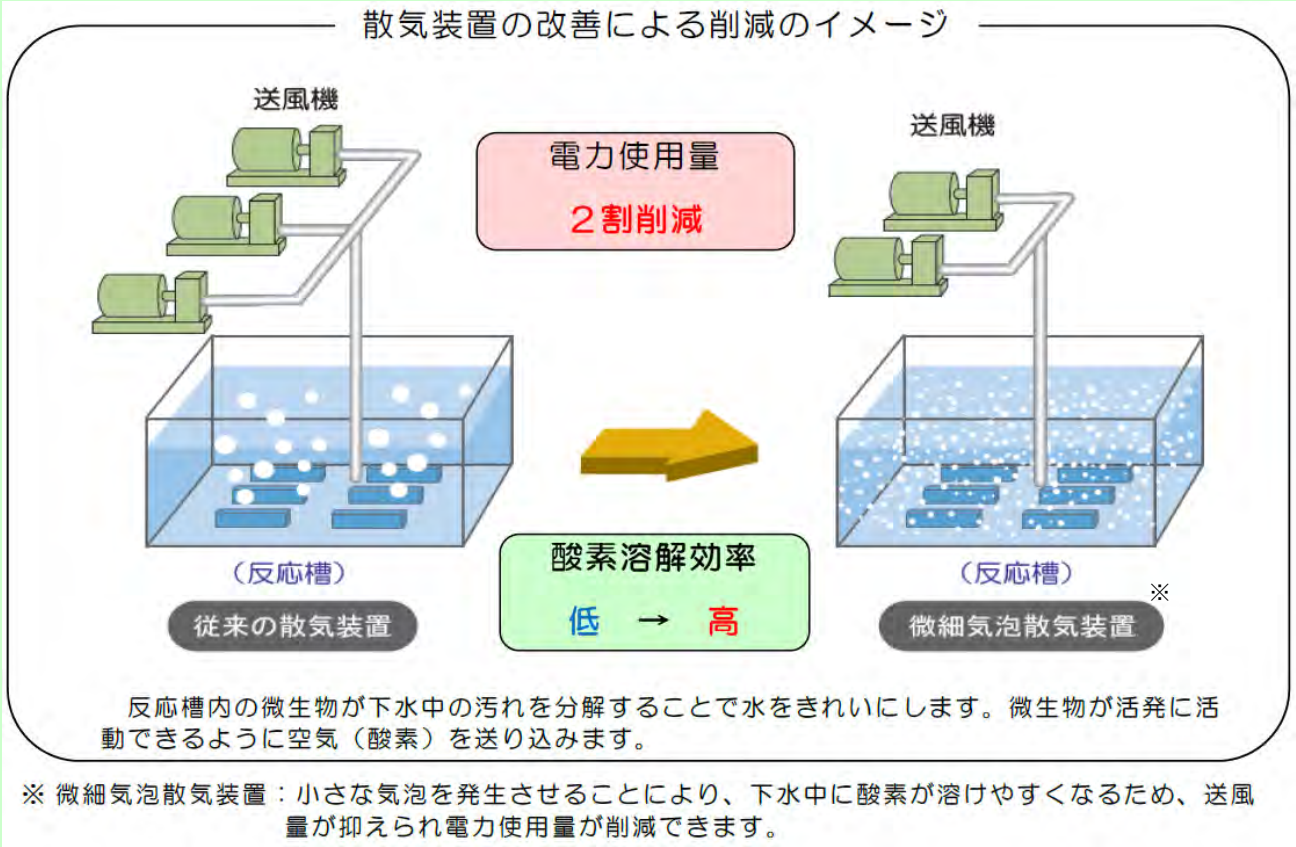 散気装置の改善による削減のイメージ
送風機
電力使用量
2割削減
送風機
酸素溶解効率
低 → 高
（反応槽）
従来の散気装置
（反応槽）
微細気泡散気装置※
反応槽内の微生物が下水中の汚れを分解することで水をきれいにします。微生物が活発に活
動できるように空気（酸素）を送り込みます。
※ 微細気泡散気装置：小さな気泡を発生させることにより、下水中に酸素が溶けやすくなるため、送風
量が抑えられ電力使用量が削減できます。